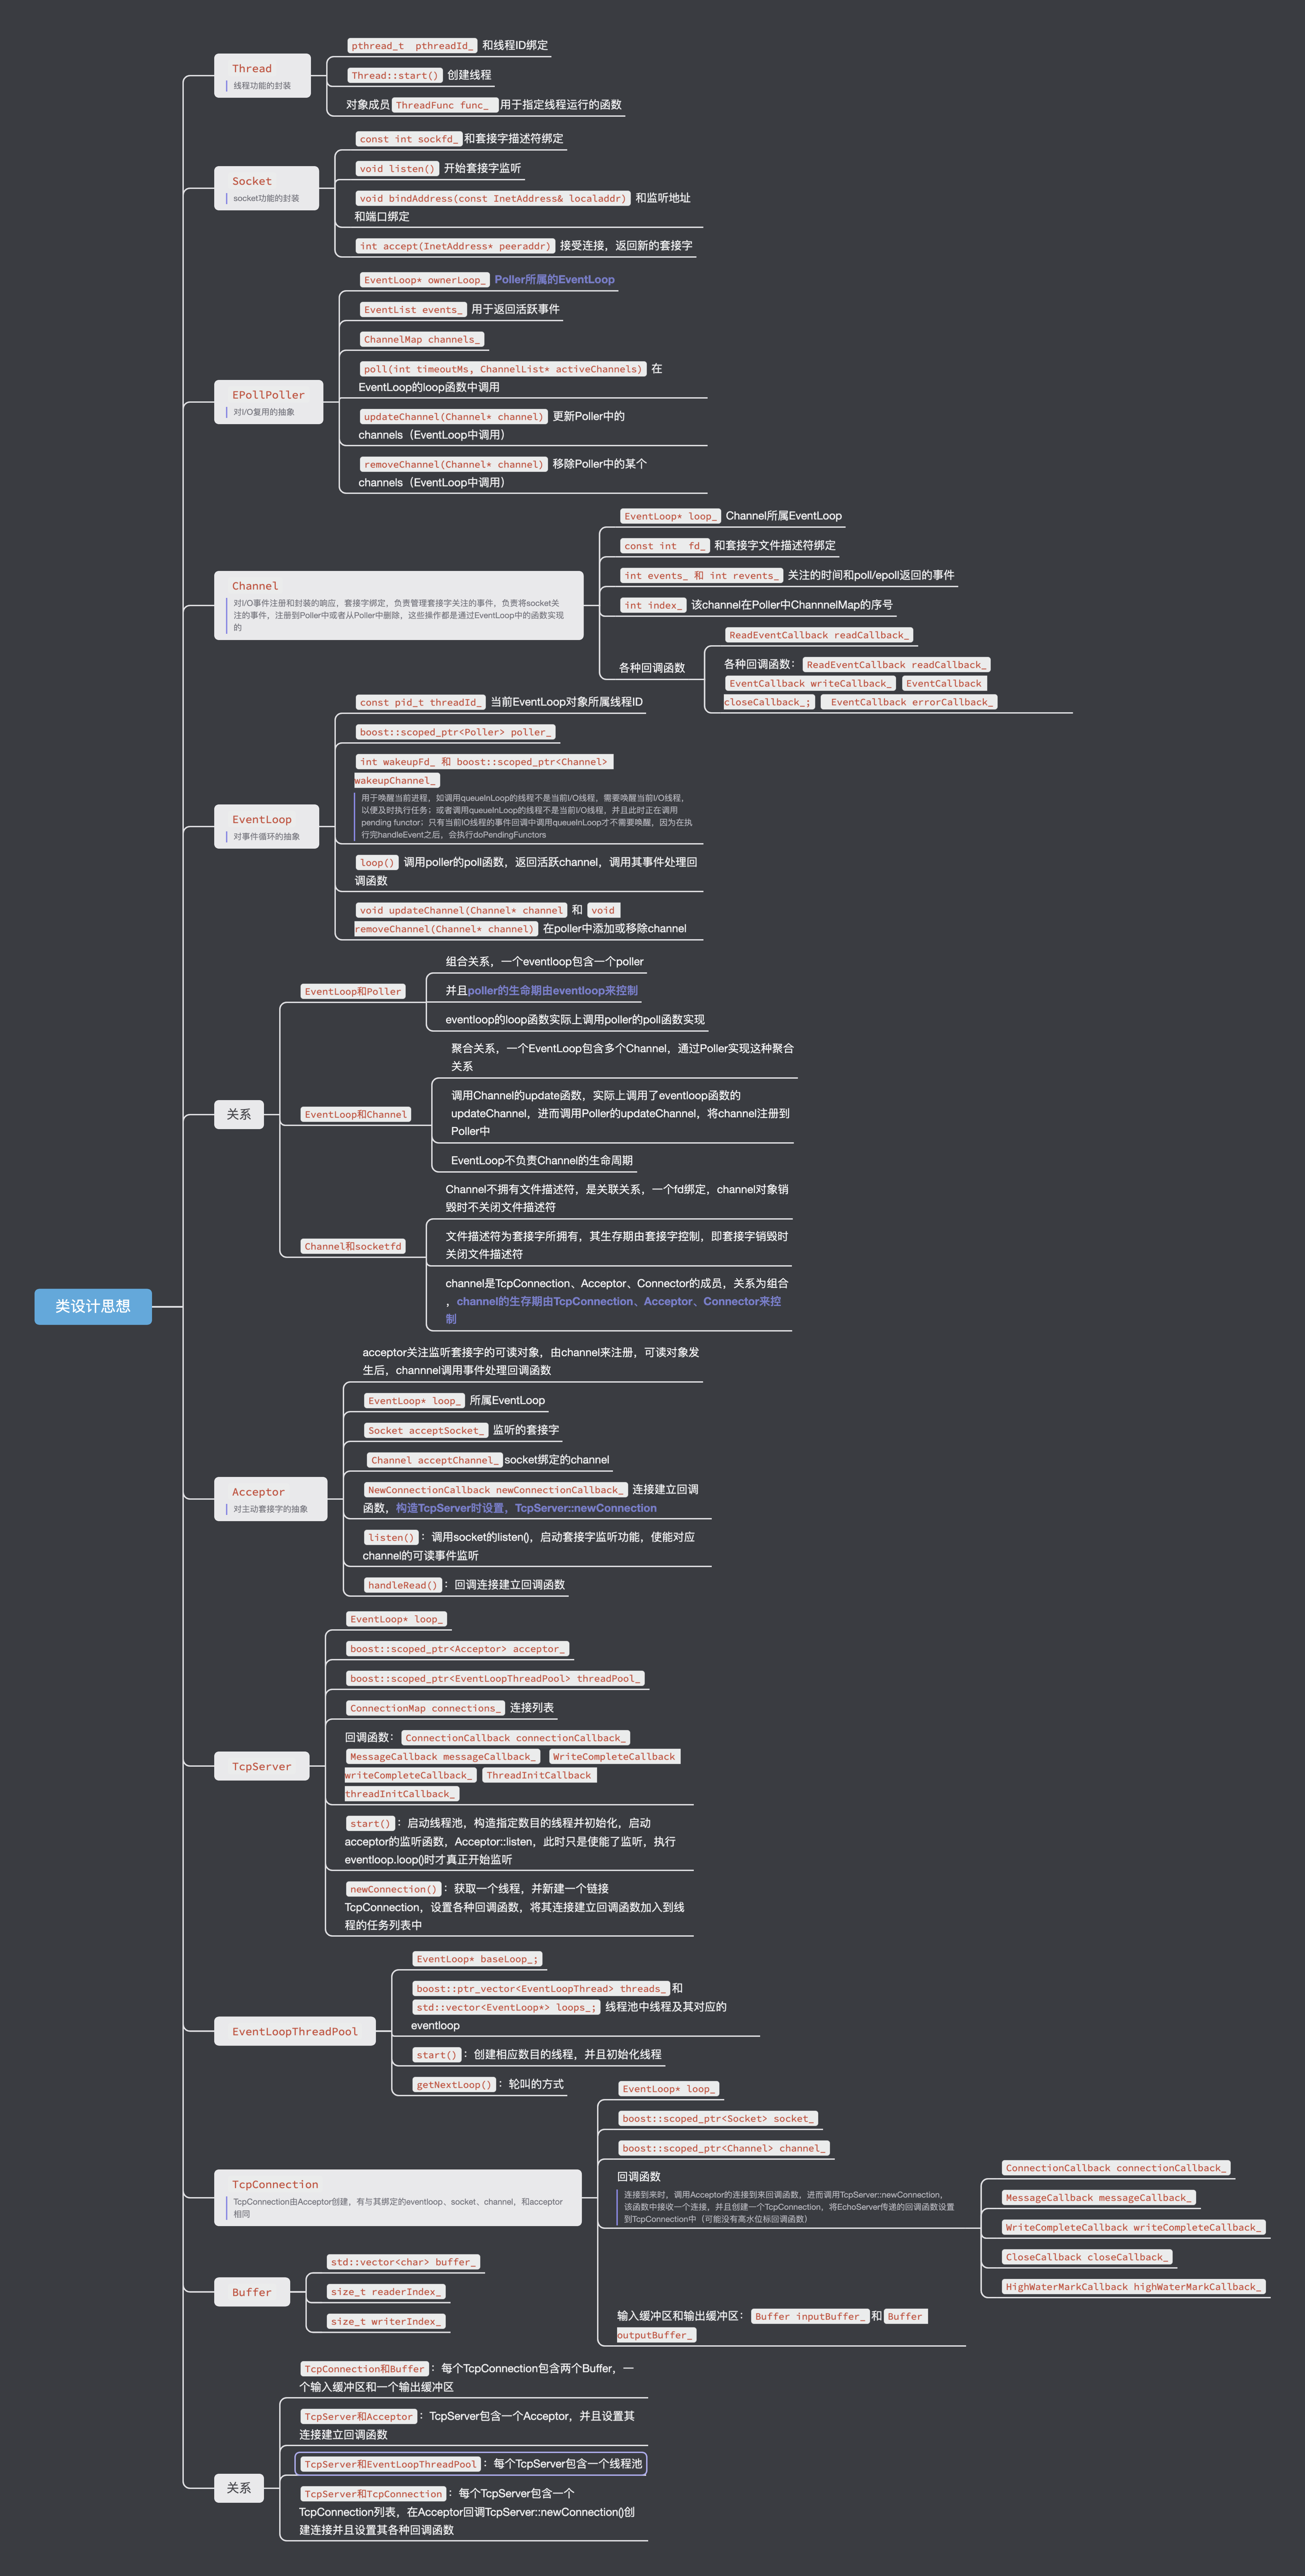 类设计思想
Thread
线程功能的封装
pthread_t  pthreadId_ 和线程ID绑定
Thread::start() 创建线程
对象成员 ThreadFunc func_ 用于指定线程运行的函数
Socket
socket功能的封装
const int sockfd_ 和套接字描述符绑定
void listen() 开始套接字监听
void bindAddress(const InetAddress& localaddr) 和监听地址
和端口绑定
int accept(InetAddress* peeraddr) 接受连接，返回新的套接字
EPollPoller
对I/O复用的抽象
EventLoop* ownerLoop_ Poller所属的EventLoop
EventList events_ 用于返回活跃事件
ChannelMap channels_
poll(int timeoutMs, ChannelList* activeChannels) 在
EventLoop的loop函数中调用
updateChannel(Channel* channel) 更新Poller中的
channels（EventLoop中调用）
removeChannel(Channel* channel) 移除Poller中的某个
channels（EventLoop中调用）
Channel
对I/O事件注册和封装的响应，套接字绑定，负责管理套接字关注的事件，负责将socket关
注的事件，注册到Poller中或者从Poller中删除，这些操作都是通过EventLoop中的函数实现
的
EventLoop* loop_ Channel所属EventLoop
const int  fd_ 和套接字文件描述符绑定
int events_ 和 int revents_ 关注的时间和poll/epoll返回的事件
int index_ 该channel在Poller中ChannnelMap的序号
各种回调函数
ReadEventCallback readCallback_
各种回调函数：ReadEventCallback readCallback_
EventCallback writeCallback_ EventCallback
closeCallback_; EventCallback errorCallback_
EventLoop
对事件循环的抽象
const pid_t threadId_ 当前EventLoop对象所属线程ID
boost::scoped_ptr<Poller> poller_
int wakeupFd_ 和 boost::scoped_ptr<Channel>
wakeupChannel_
用于唤醒当前进程，如调用queueInLoop的线程不是当前I/O线程，需要唤醒当前I/O线程，
以便及时执行任务；或者调用queueInLoop的线程不是当前I/O线程，并且此时正在调用
pending functor；只有当前IO线程的事件回调中调用queueInLoop才不需要唤醒，因为在执
行完handleEvent之后，会执行doPendingFunctors
loop() 调用poller的poll函数，返回活跃channel，调用其事件处理回
调函数
void updateChannel(Channel* channel 和 void
removeChannel(Channel* channel) 在poller中添加或移除channel
关系
EventLoop和Poller
组合关系，一个eventloop包含一个poller
并且poller的生命期由eventloop来控制
eventloop的loop函数实际上调用poller的poll函数实现
EventLoop和Channel
聚合关系，一个EventLoop包含多个Channel，通过Poller实现这种聚合
关系
调用Channel的update函数，实际上调用了eventloop函数的
updateChannel，进而调用Poller的updateChannel，将channel注册到
Poller中
EventLoop不负责Channel的生命周期
Channel和socketfd
Channel不拥有文件描述符，是关联关系，一个fd绑定，channel对象销
毁时不关闭文件描述符
文件描述符为套接字所拥有，其生存期由套接字控制，即套接字销毁时
关闭文件描述符
channel是TcpConnection、Acceptor、Connector的成员，关系为组合
，channel的生存期由TcpConnection、Acceptor、Connector来控
制
Acceptor
对主动套接字的抽象
acceptor关注监听套接字的可读对象，由channel来注册，可读对象发
生后，channnel调用事件处理回调函数
EventLoop* loop_ 所属EventLoop
Socket acceptSocket_ 监听的套接字
Channel acceptChannel_ socket绑定的channel
NewConnectionCallback newConnectionCallback_ 连接建立回调
函数，构造TcpServer时设置，TcpServer::newConnection
listen()：调用socket的listen()，启动套接字监听功能，使能对应
channel的可读事件监听
handleRead()：回调连接建立回调函数
TcpServer
EventLoop* loop_
boost::scoped_ptr<Acceptor> acceptor_
boost::scoped_ptr<EventLoopThreadPool> threadPool_
ConnectionMap connections_ 连接列表
回调函数：ConnectionCallback connectionCallback_
MessageCallback messageCallback_ WriteCompleteCallback
writeCompleteCallback_ ThreadInitCallback
threadInitCallback_
start()：启动线程池，构造指定数目的线程并初始化，启动
acceptor的监听函数，Acceptor::listen，此时只是使能了监听，执行
eventloop.loop()时才真正开始监听
newConnection()：获取一个线程，并新建一个链接
TcpConnection，设置各种回调函数，将其连接建立回调函数加入到线
程的任务列表中
EventLoopThreadPool
EventLoop* baseLoop_;
boost::ptr_vector<EventLoopThread> threads_ 和
std::vector<EventLoop*> loops_; 线程池中线程及其对应的
eventloop
start()：创建相应数目的线程，并且初始化线程
getNextLoop()：轮叫的方式
TcpConnection
TcpConnection由Acceptor创建，有与其绑定的eventloop、socket、channel，和acceptor
相同
EventLoop* loop_
boost::scoped_ptr<Socket> socket_
boost::scoped_ptr<Channel> channel_
回调函数
连接到来时，调用Acceptor的连接到来回调函数，进而调用TcpServer::newConnection，
该函数中接收一个连接，并且创建一个TcpConnection，将EchoServer传递的回调函数设置
到TcpConnection中（可能没有高水位标回调函数）
ConnectionCallback connectionCallback_
MessageCallback messageCallback_
WriteCompleteCallback writeCompleteCallback_
CloseCallback closeCallback_
HighWaterMarkCallback highWaterMarkCallback_
输入缓冲区和输出缓冲区：Buffer inputBuffer_ 和 Buffer
outputBuffer_
Buffer
std::vector<char> buffer_
size_t readerIndex_
size_t writerIndex_
关系
TcpConnection和Buffer：每个TcpConnection包含两个Buffer，一
个输入缓冲区和一个输出缓冲区
TcpServer和Acceptor：TcpServer包含一个Acceptor，并且设置其
连接建立回调函数
TcpServer和EventLoopThreadPool：每个TcpServer包含一个线程池
TcpServer和TcpConnection：每个TcpServer包含一个
TcpConnection列表，在Acceptor回调TcpServer::newConnection()创
建连接并且设置其各种回调函数